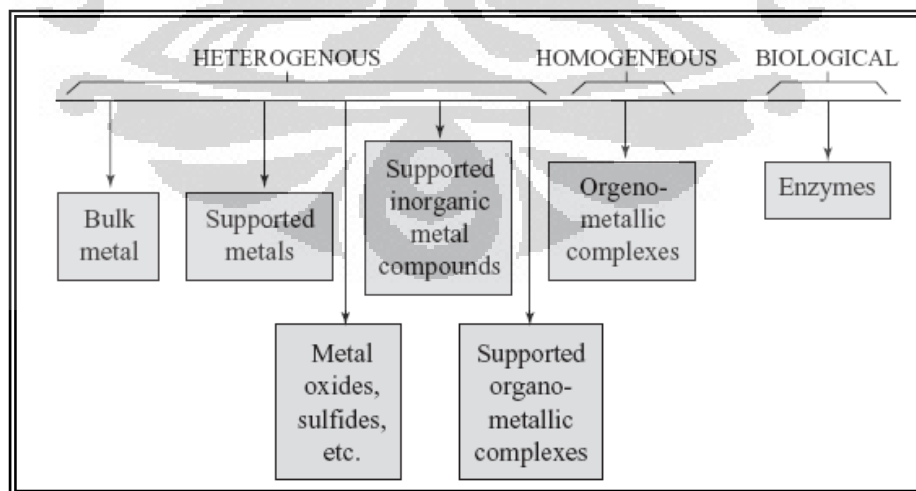 HETEROGENOUS
HOMOGENEOUS
BIOLOGICAL
Bulk
metal
Supported
metals
Supported
inorganic
metal
compounds
Orgeno-
metallic
complexes
Enzymes
Metal
oxides,
sulfides,
etc.
Supported
organo-
metallic
complexes